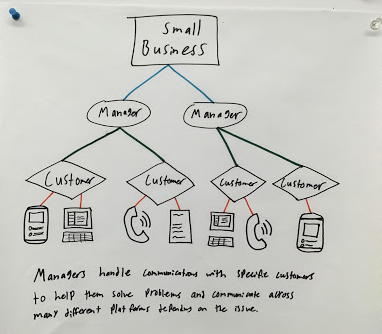 Small
Business
Manager
Manager
Customer
Customer
Customer
Customer
Managers handle communications with specific customers
to help them solve problems and communicate across
many different platforms depending on the issue.